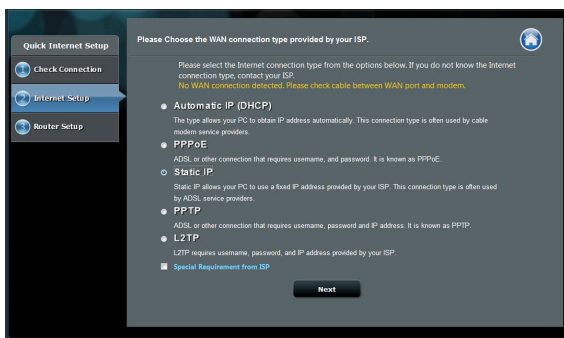 Quick Internet Setup
1 Check Connection
2 Internet Setup
3 Router Setup
Please Choose the WAN connection type provided by your ISP.
Please select the Internet connection type from the options below. If you do not know the Internet
connection type, contact your ISP.
No WAN connection detected. Please check cable between WAN port and modem.
Automatic IP (DHCP)
The type allows your PC to obtain IP address automatically. This connection type is often used by cable
modem service providers.
PPPoE
ADSL or other connection that requires username, and password. It is known as PPPoE.
Static IP
Static IP allows your PC to use a fixed IP address provided by your ISP. This connection type is often used
by ADSL service providers.
PPTP
ADSL or other connection that requires username, password and IP address. It is known as PPTP.
L2TP
L2TP requires username, password, and IP address provided by your ISP.
Special Requirement from ISP
Next